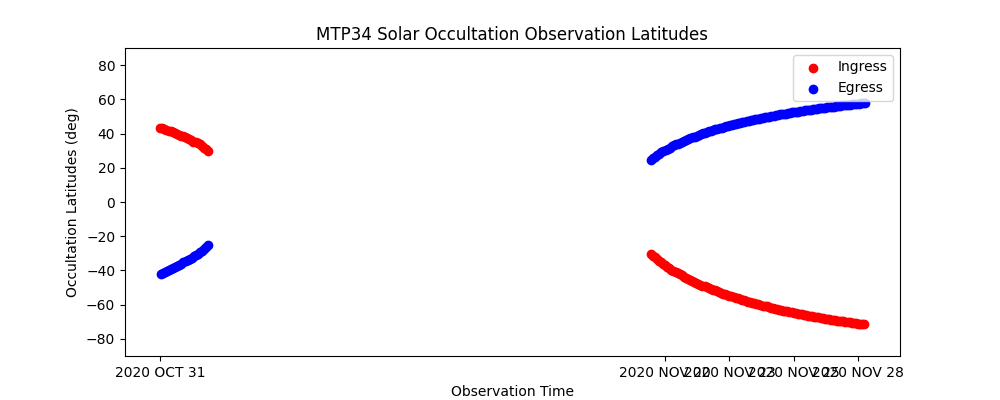 MTP34 Solar Occultation Observation Latitudes
Ingress
Egress
Occultation Latitudes (deg)
80
60
40
20
0
−20
−40
−60
−80
2020 OCT 31
2020 NOV 20
2020 NOV 23
2020 NOV 25
2020 NOV 28
Observation Time